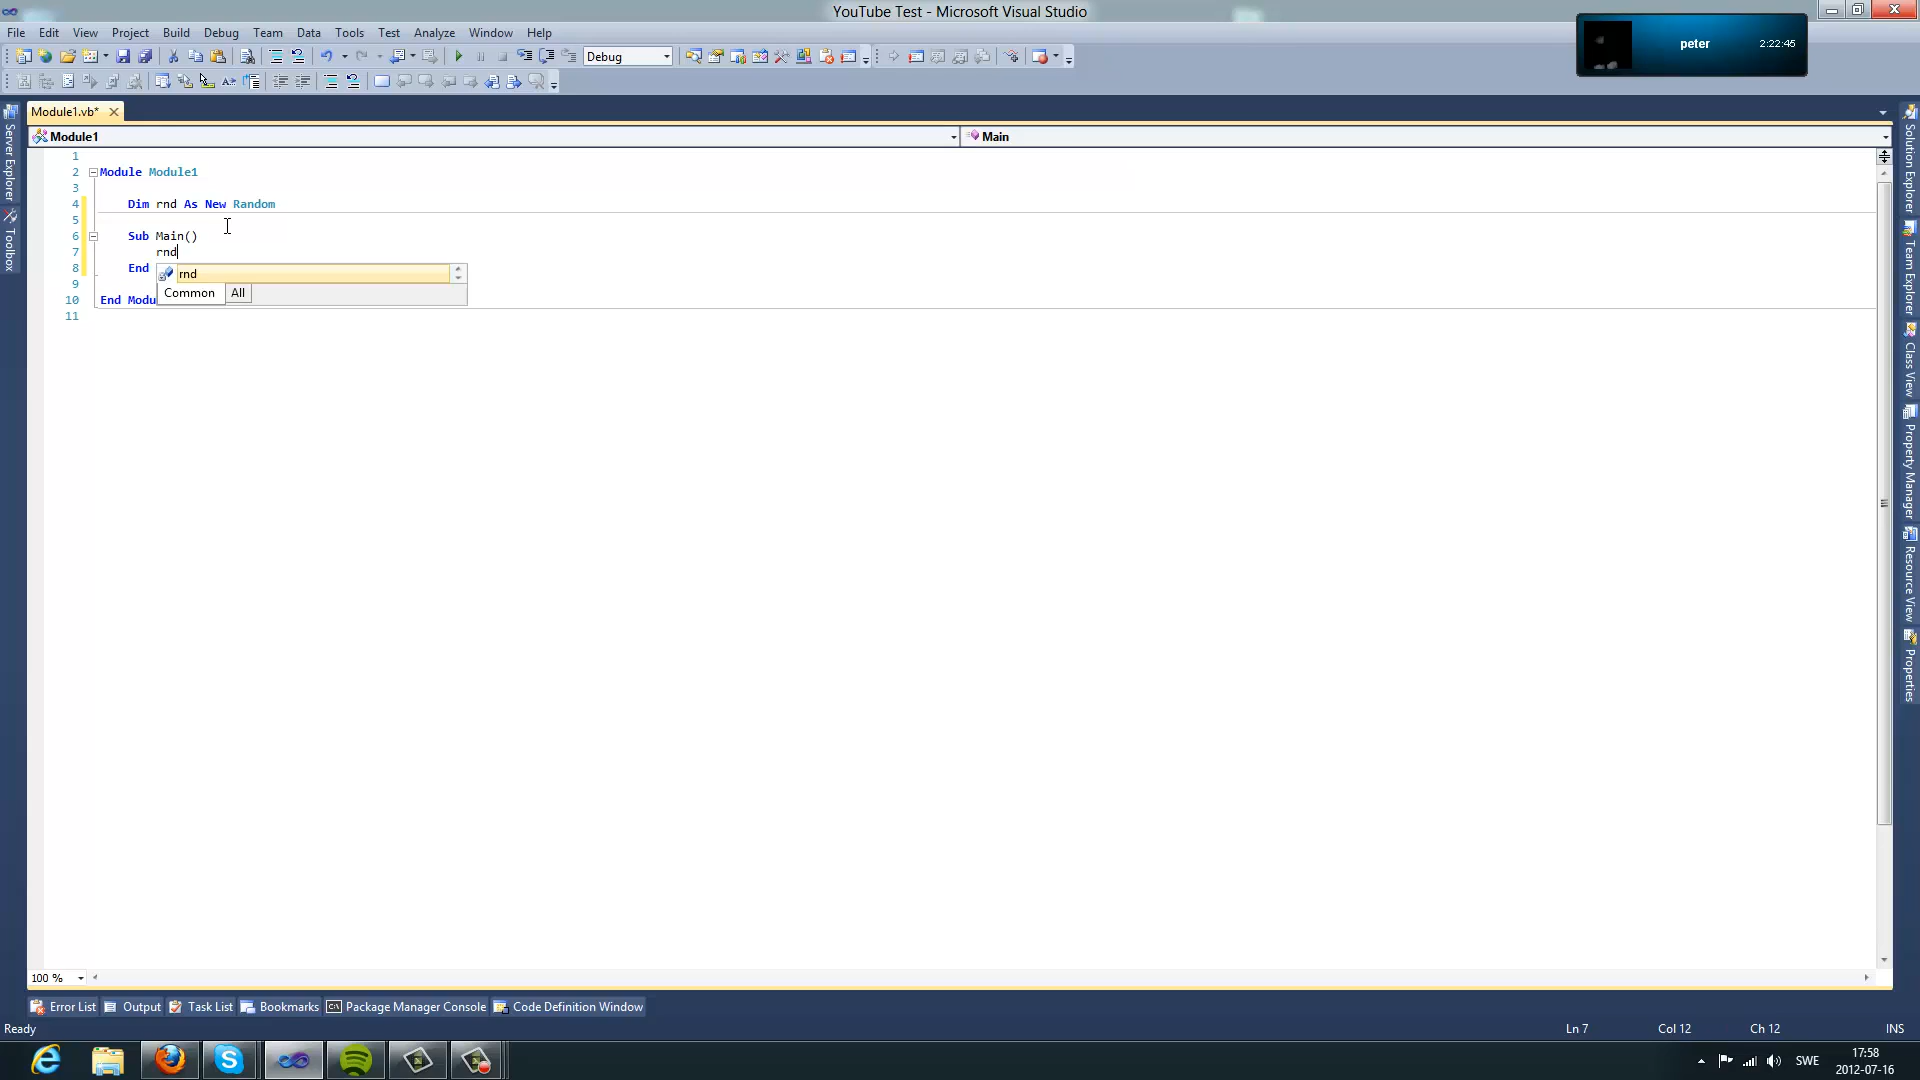 YouTube Test - Microsoft Visual Studio
File Edit View Project Build Debug Team Data Tools Test Analyze Window Help
peter 2:22:45
Debug
Module1.vb*
Module1 Main
1
2 Module Module1
3
4 Dim rnd As New Random
5
6 Sub Main()
7 rnd
8 End
rnd
9
Common All
10 End Modu
11
Server Explorer
Toolbox
Solution Explorer
Team Explorer
Class View
Property Manager
Resource View
Properties
100 %
Error List Output Task List Bookmarks Package Manager Console Code Definition Window
Ready Ln 7 Col 12 Ch 12 INS
SWE 17:58
2012-07-16